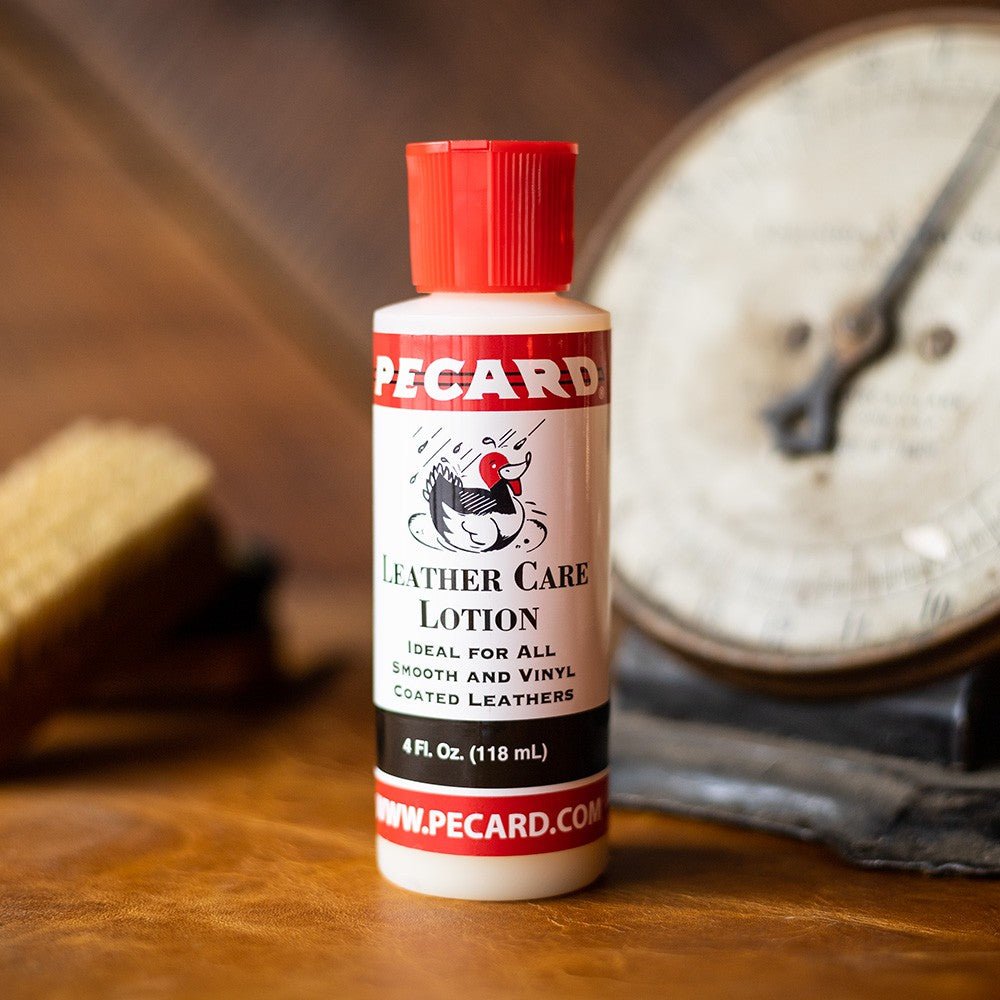 PECARD®
LEATHER CARE
LOTION
IDEAL FOR ALL
SMOOTH AND VINYL
COATED LEATHERS
4 FL. OZ. (118 mL)
WWW.PECARD.COM
10